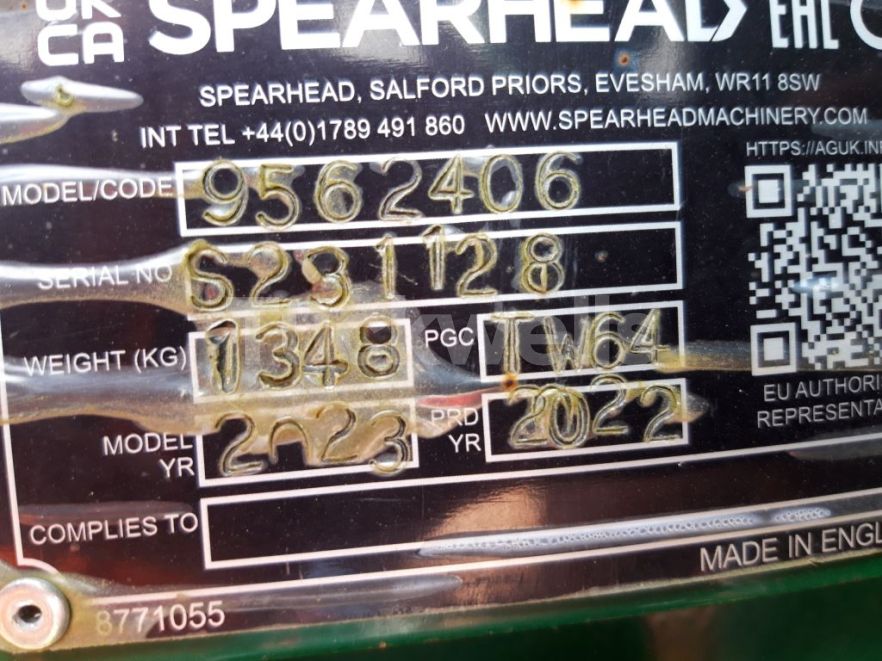 UK
CA SPEARHEAD EAC
SPEARHEAD, SALFORD PRIORS, EVESHAM, WR11 8SW
INT TEL +44(0)1789 491 860 WWW.SPEARHEADMACHINERY.COM
HTTPS://AGUK.INF
MODEL/CODE 9562406
SERIAL NO S231128
WEIGHT (KG) 1348 PGC TW64
MODEL YR 2023 PRD YR 2022
EU AUTHORI
REPRESENTA
COMPLIES TO
MADE IN ENGL
8771055